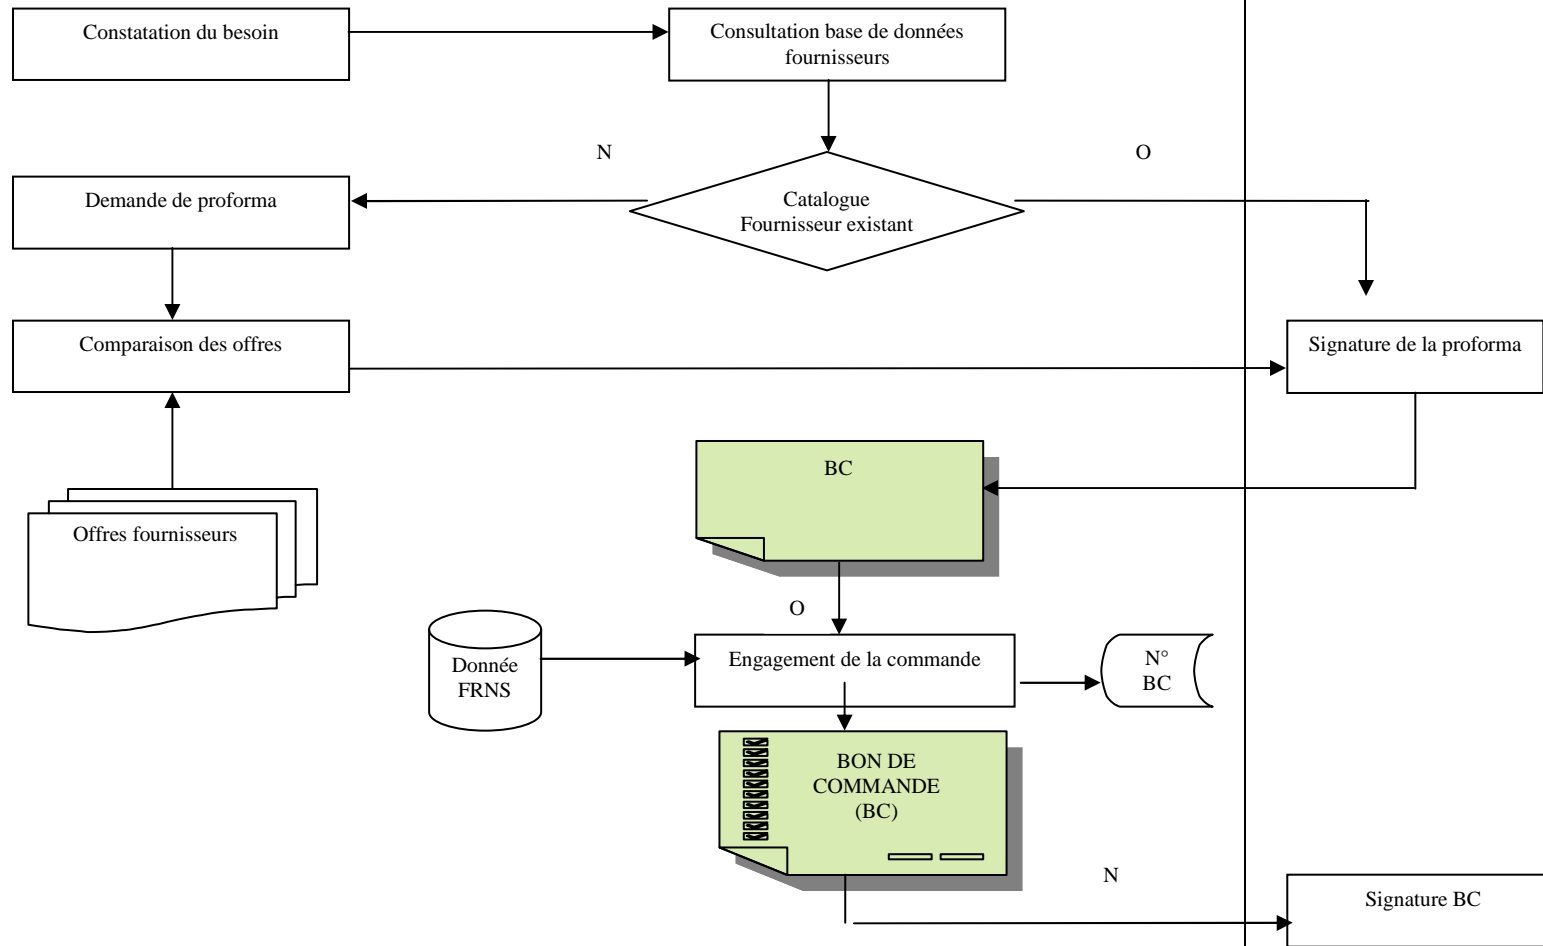 Constatation du besoin
Consultation base de données
fournisseurs
N
O
Demande de proforma
Catalogue
Fournisseur existant
Comparaison des offres
Signature de la proforma
BC
Offres fournisseurs
O
Donnée
FRNS
Engagement de la commande
N°
BC
BON DE
COMMANDE
(BC)
N
Signature BC